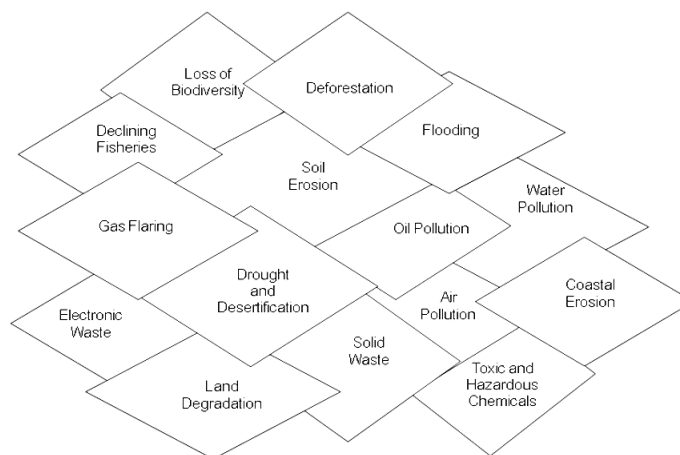 Loss of
Biodiversity
Deforestation
Declining
Fisheries
Flooding
Soil
Erosion
Water
Pollution
Gas Flaring
Oil Pollution
Drought
and
Desertification
Air
Pollution
Coastal
Erosion
Electronic
Waste
Solid
Waste
Toxic and
Hazardous
Chemicals
Land
Degradation